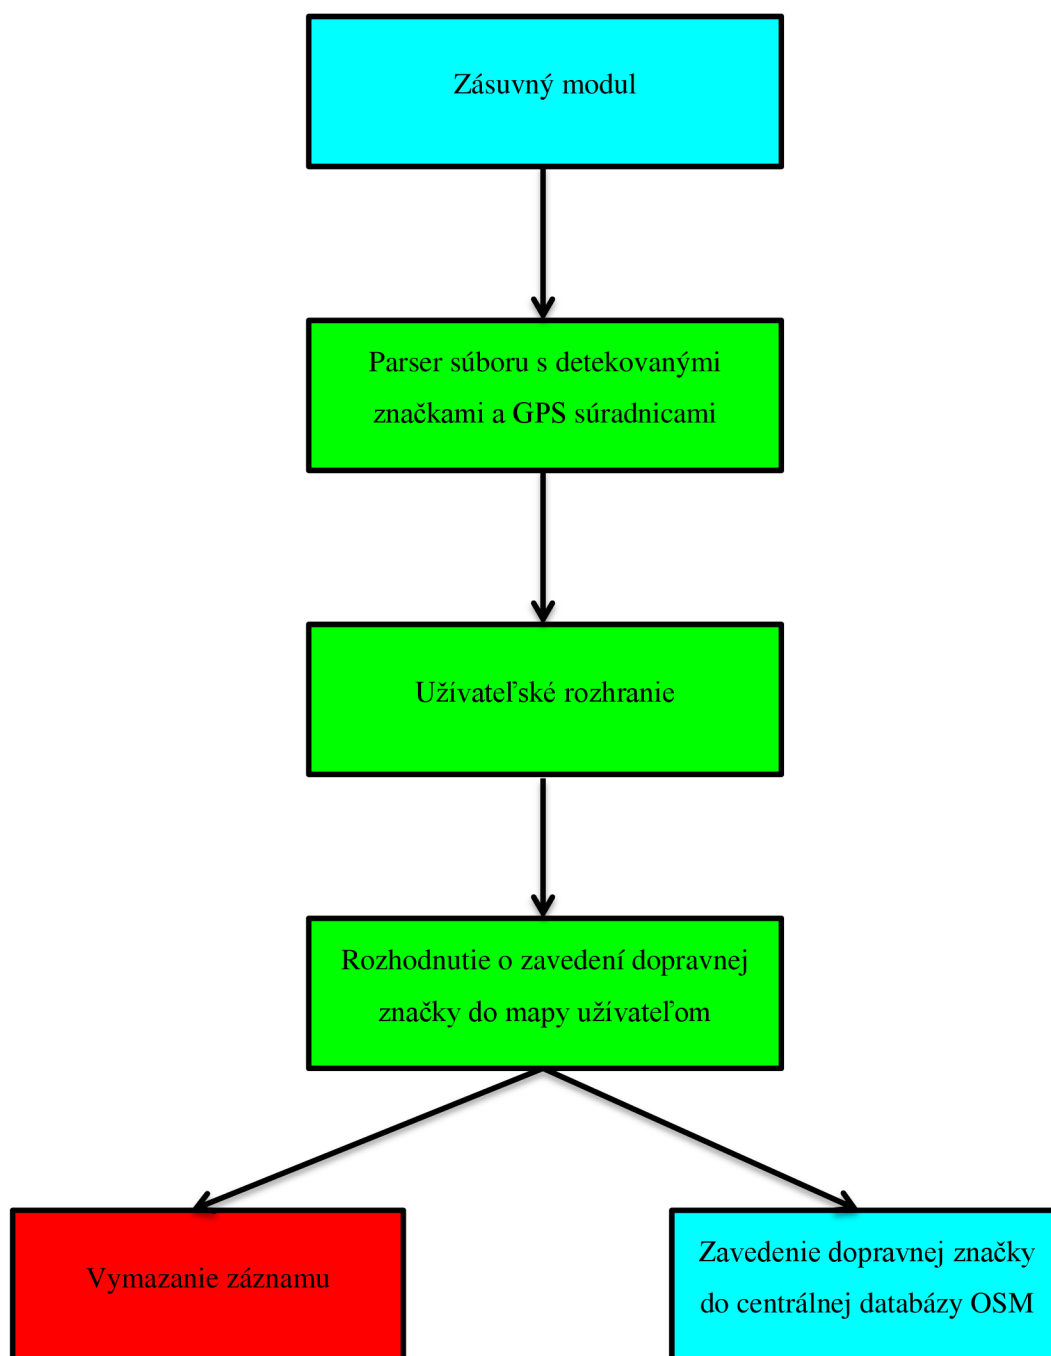 Zásuvný modul
Parser súboru s detekovanými
značkami a GPS súradnicami
Užívateľské rozhranie
Rozhodnutie o zavedení dopravnej
značky do mapy užívateľom
Vymazanie záznamu
Zavedenie dopravnej značky
do centrálnej databázy OSM